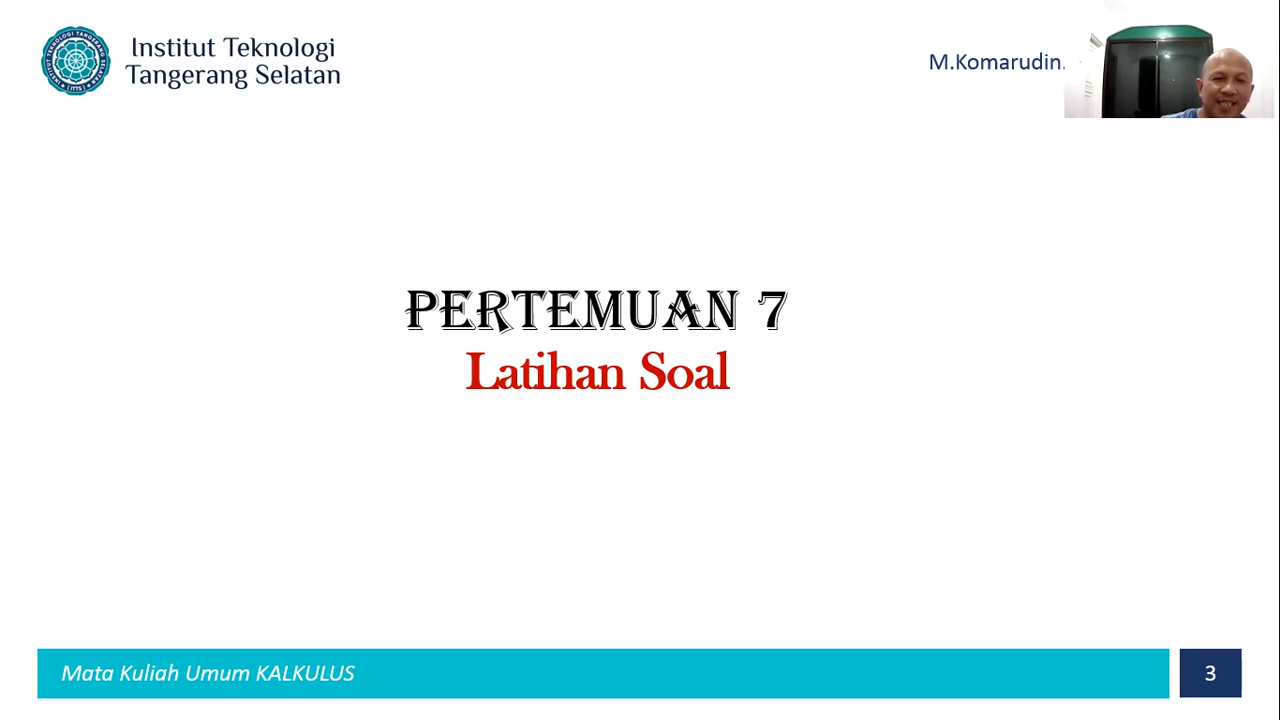 Institut Teknologi
Tangerang Selatan
M.Komarudin.
PERTEMUAN 7
Latihan Soal
Mata Kuliah Umum KALKULUS
3